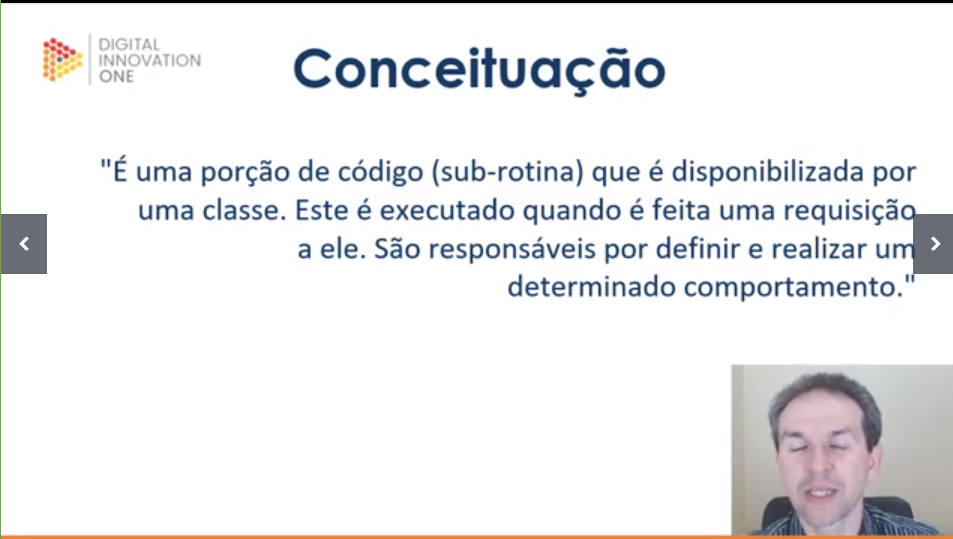 DIGITAL
INNOVATION
ONE
Conceituação
"É uma porção de código (sub-rotina) que é disponibilizada por
uma classe. Este é executado quando é feita uma requisição
a ele. São responsáveis por definir e realizar um
determinado comportamento."